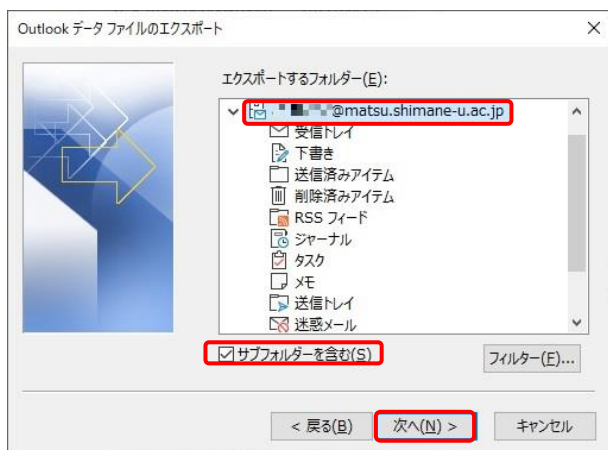 Outlook データ ファイルのエクスポート
エクスポートするフォルダー(E):
@matsu.shimane-u.ac.jp
受信トレイ
下書き
送信済みアイテム
削除済みアイテム
RSS フィード
ジャーナル
タスク
メモ
送信トレイ
迷惑メール
サブフォルダーを含む(S)
フィルター(E)...
< 戻る(B) 次へ(N) > キャンセル